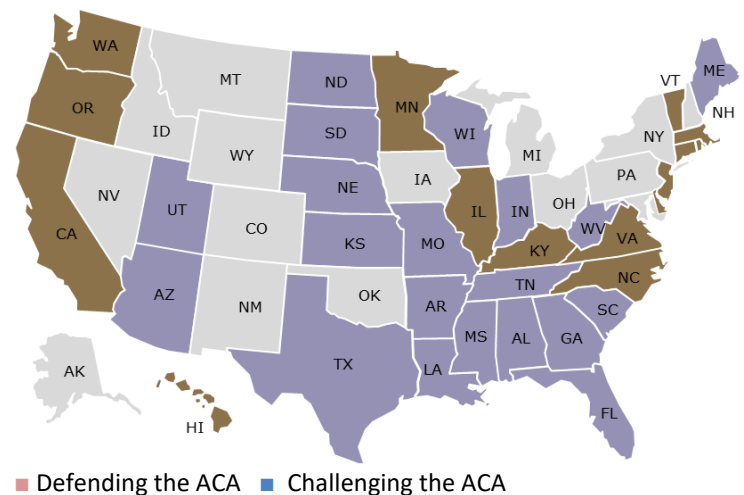 WA
MT
ND
MN
VT
ME
OR
NH
ID
SD
WI
NY
WY
MI
NE
IA
PA
NV
UT
CO
IL
IN
OH
CA
KS
MO
KY
WV
VA
AZ
NM
OK
TN
NC
AR
SC
MS
AL
GA
TX
LA
AK
FL
HI
Defending the ACA Challenging the ACA